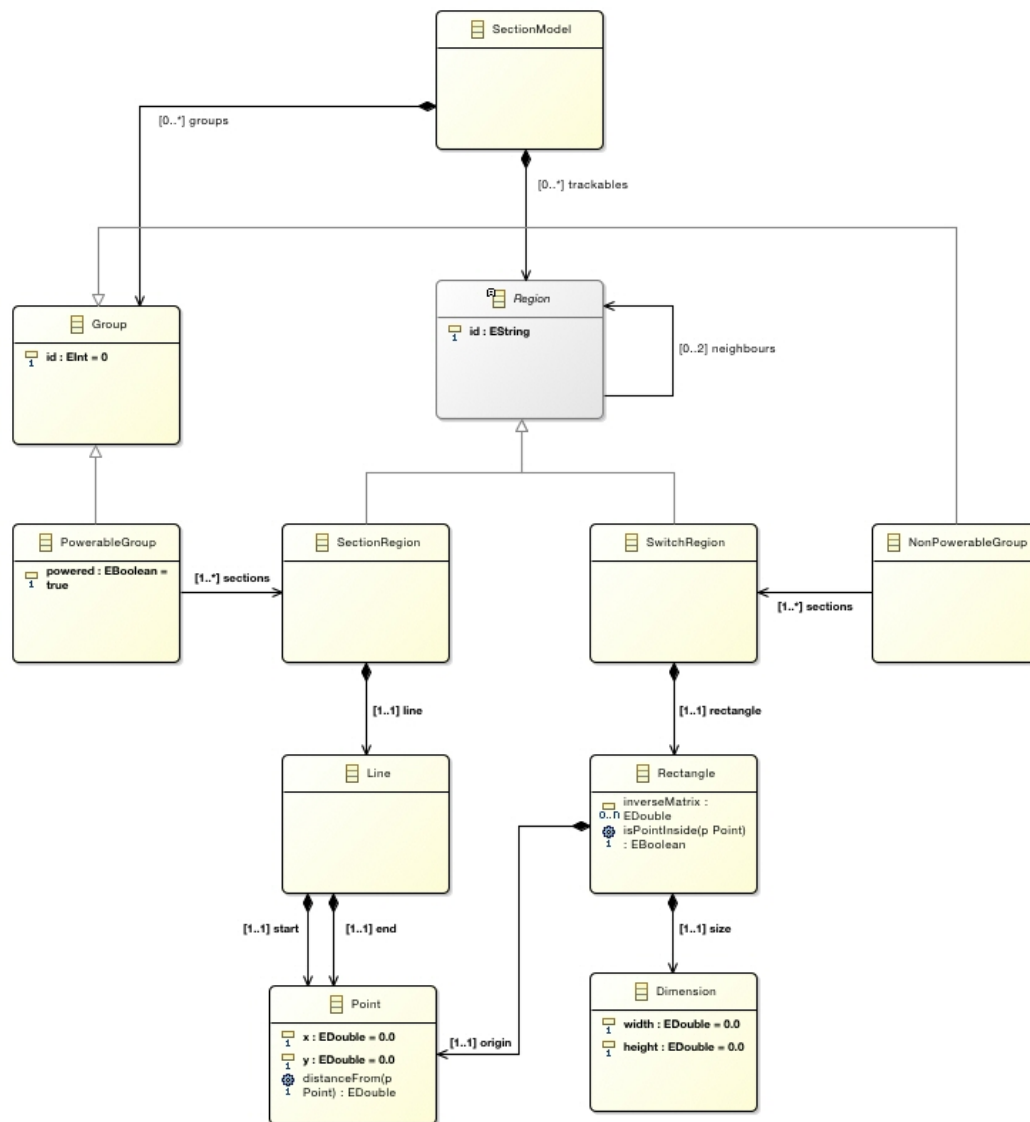 SectionModel
[0..*] groups
[0..*] trackables
Group
id : EInt = 0
Region
id : EString
[0..2] neighbours
PowerableGroup
powered : EBoolean =
true
[1..*] sections
SectionRegion
SwitchRegion
[1..*] sections
NonPowerableGroup
[1..1] line
[1..1] rectangle
Line
Rectangle
inverseMatrix :
EDouble
isPointInside(p Point)
: EBoolean
[1..1] start
[1..1] end
[1..1] size
Point
x : EDouble = 0.0
y : EDouble = 0.0
distanceFrom(p
Point) : EDouble
[1..1] origin
Dimension
width : EDouble = 0.0
height : EDouble = 0.0